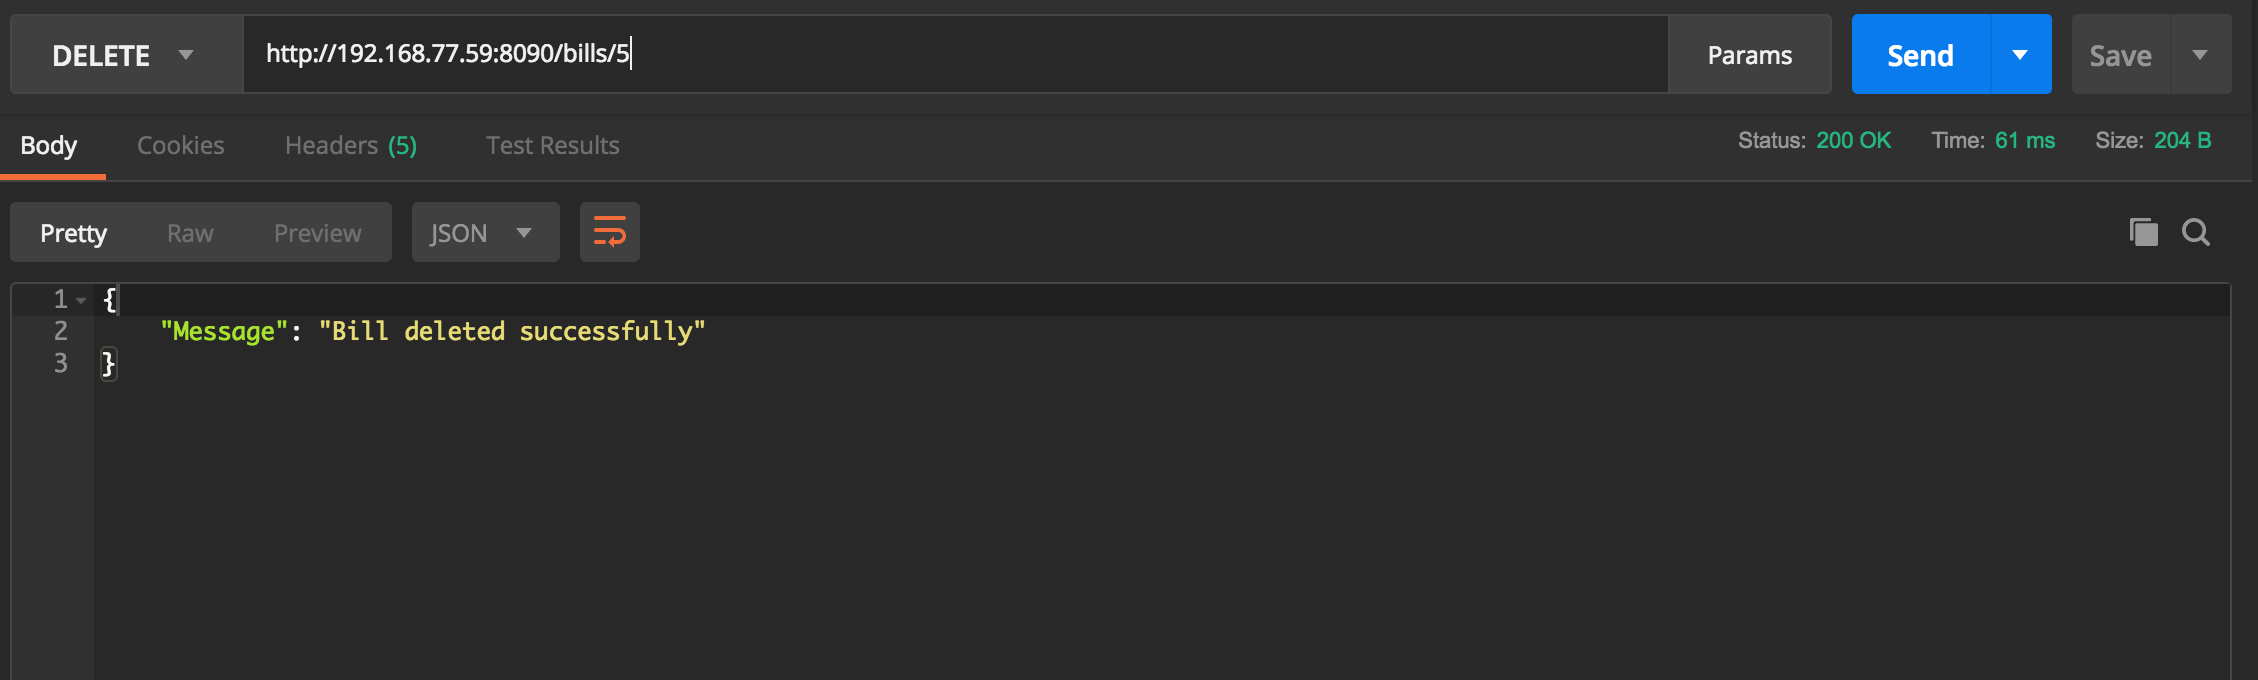 DELETE http://192.168.77.59:8090/bills/5 Params Send Save
Body Cookies Headers (5) Test Results Status: 200 OK Time: 61 ms Size: 204 B
Pretty Raw Preview JSON
1 {
2 "Message": "Bill deleted successfully"
3 }